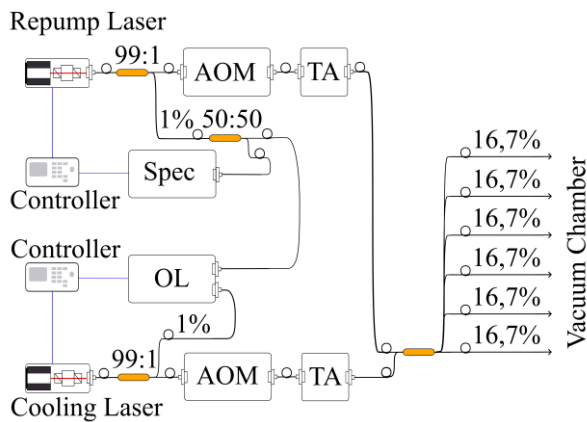 Repump Laser
99:1
AOM
TA
1%
50:50
Spec
Controller
16,7%
16,7%
16,7%
16,7%
16,7%
16,7%
Vacuum Chamber
Controller
OL
1%
99:1
AOM
TA
Cooling Laser